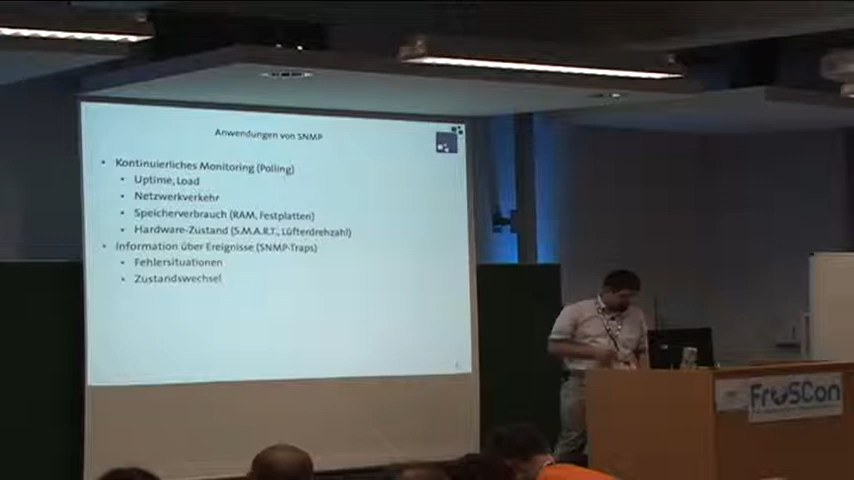 Anwendungen von SNMP
• Kontinuierliches Monitoring (Polling)
• Uptime, Load
• Netzwerkverkehr
• Speicherverbrauch (RAM, Festplatten)
• Hardware-Zustand (S.M.A.R.T., Lüfterdrehzahl)
• Information über Ereignisse (SNMP-Traps)
• Fehlersituationen
• Zustandswechsel
FrOSCon